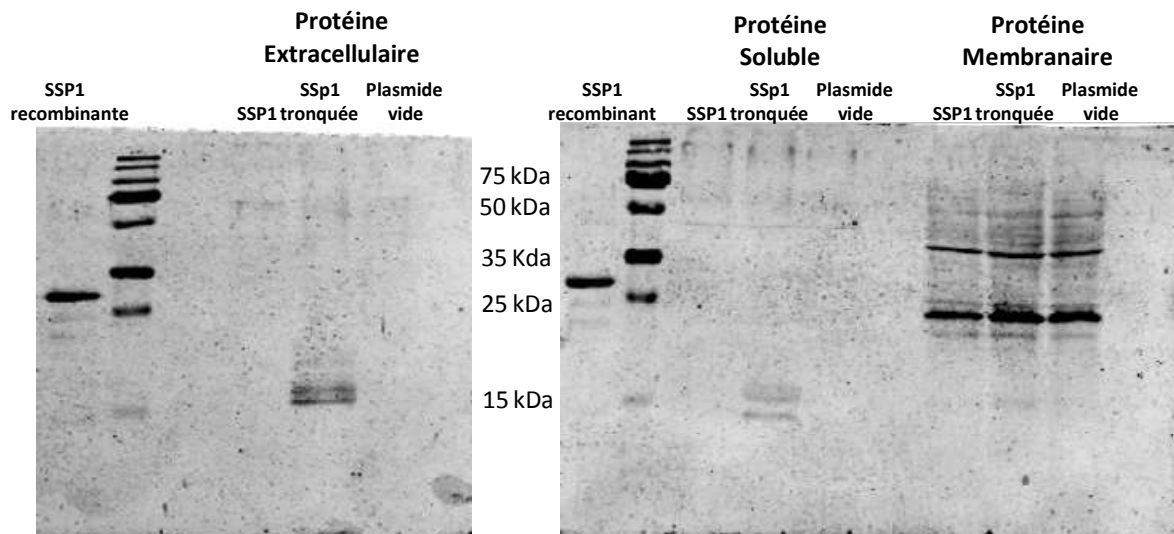 Protéine
Extracellulaire
SSP1
recombinante
SSP1
SSp1
tronquée
Plasmide
vide
75 kDa
50 kDa
35 Kda
25 kDa
15 kDa
Protéine
Soluble
SSP1
recombinant
SSP1
SSp1
tronquée
Plasmide
vide
Protéine
Membranaire
SSP1
SSp1
tronquée
Plasmide
vide